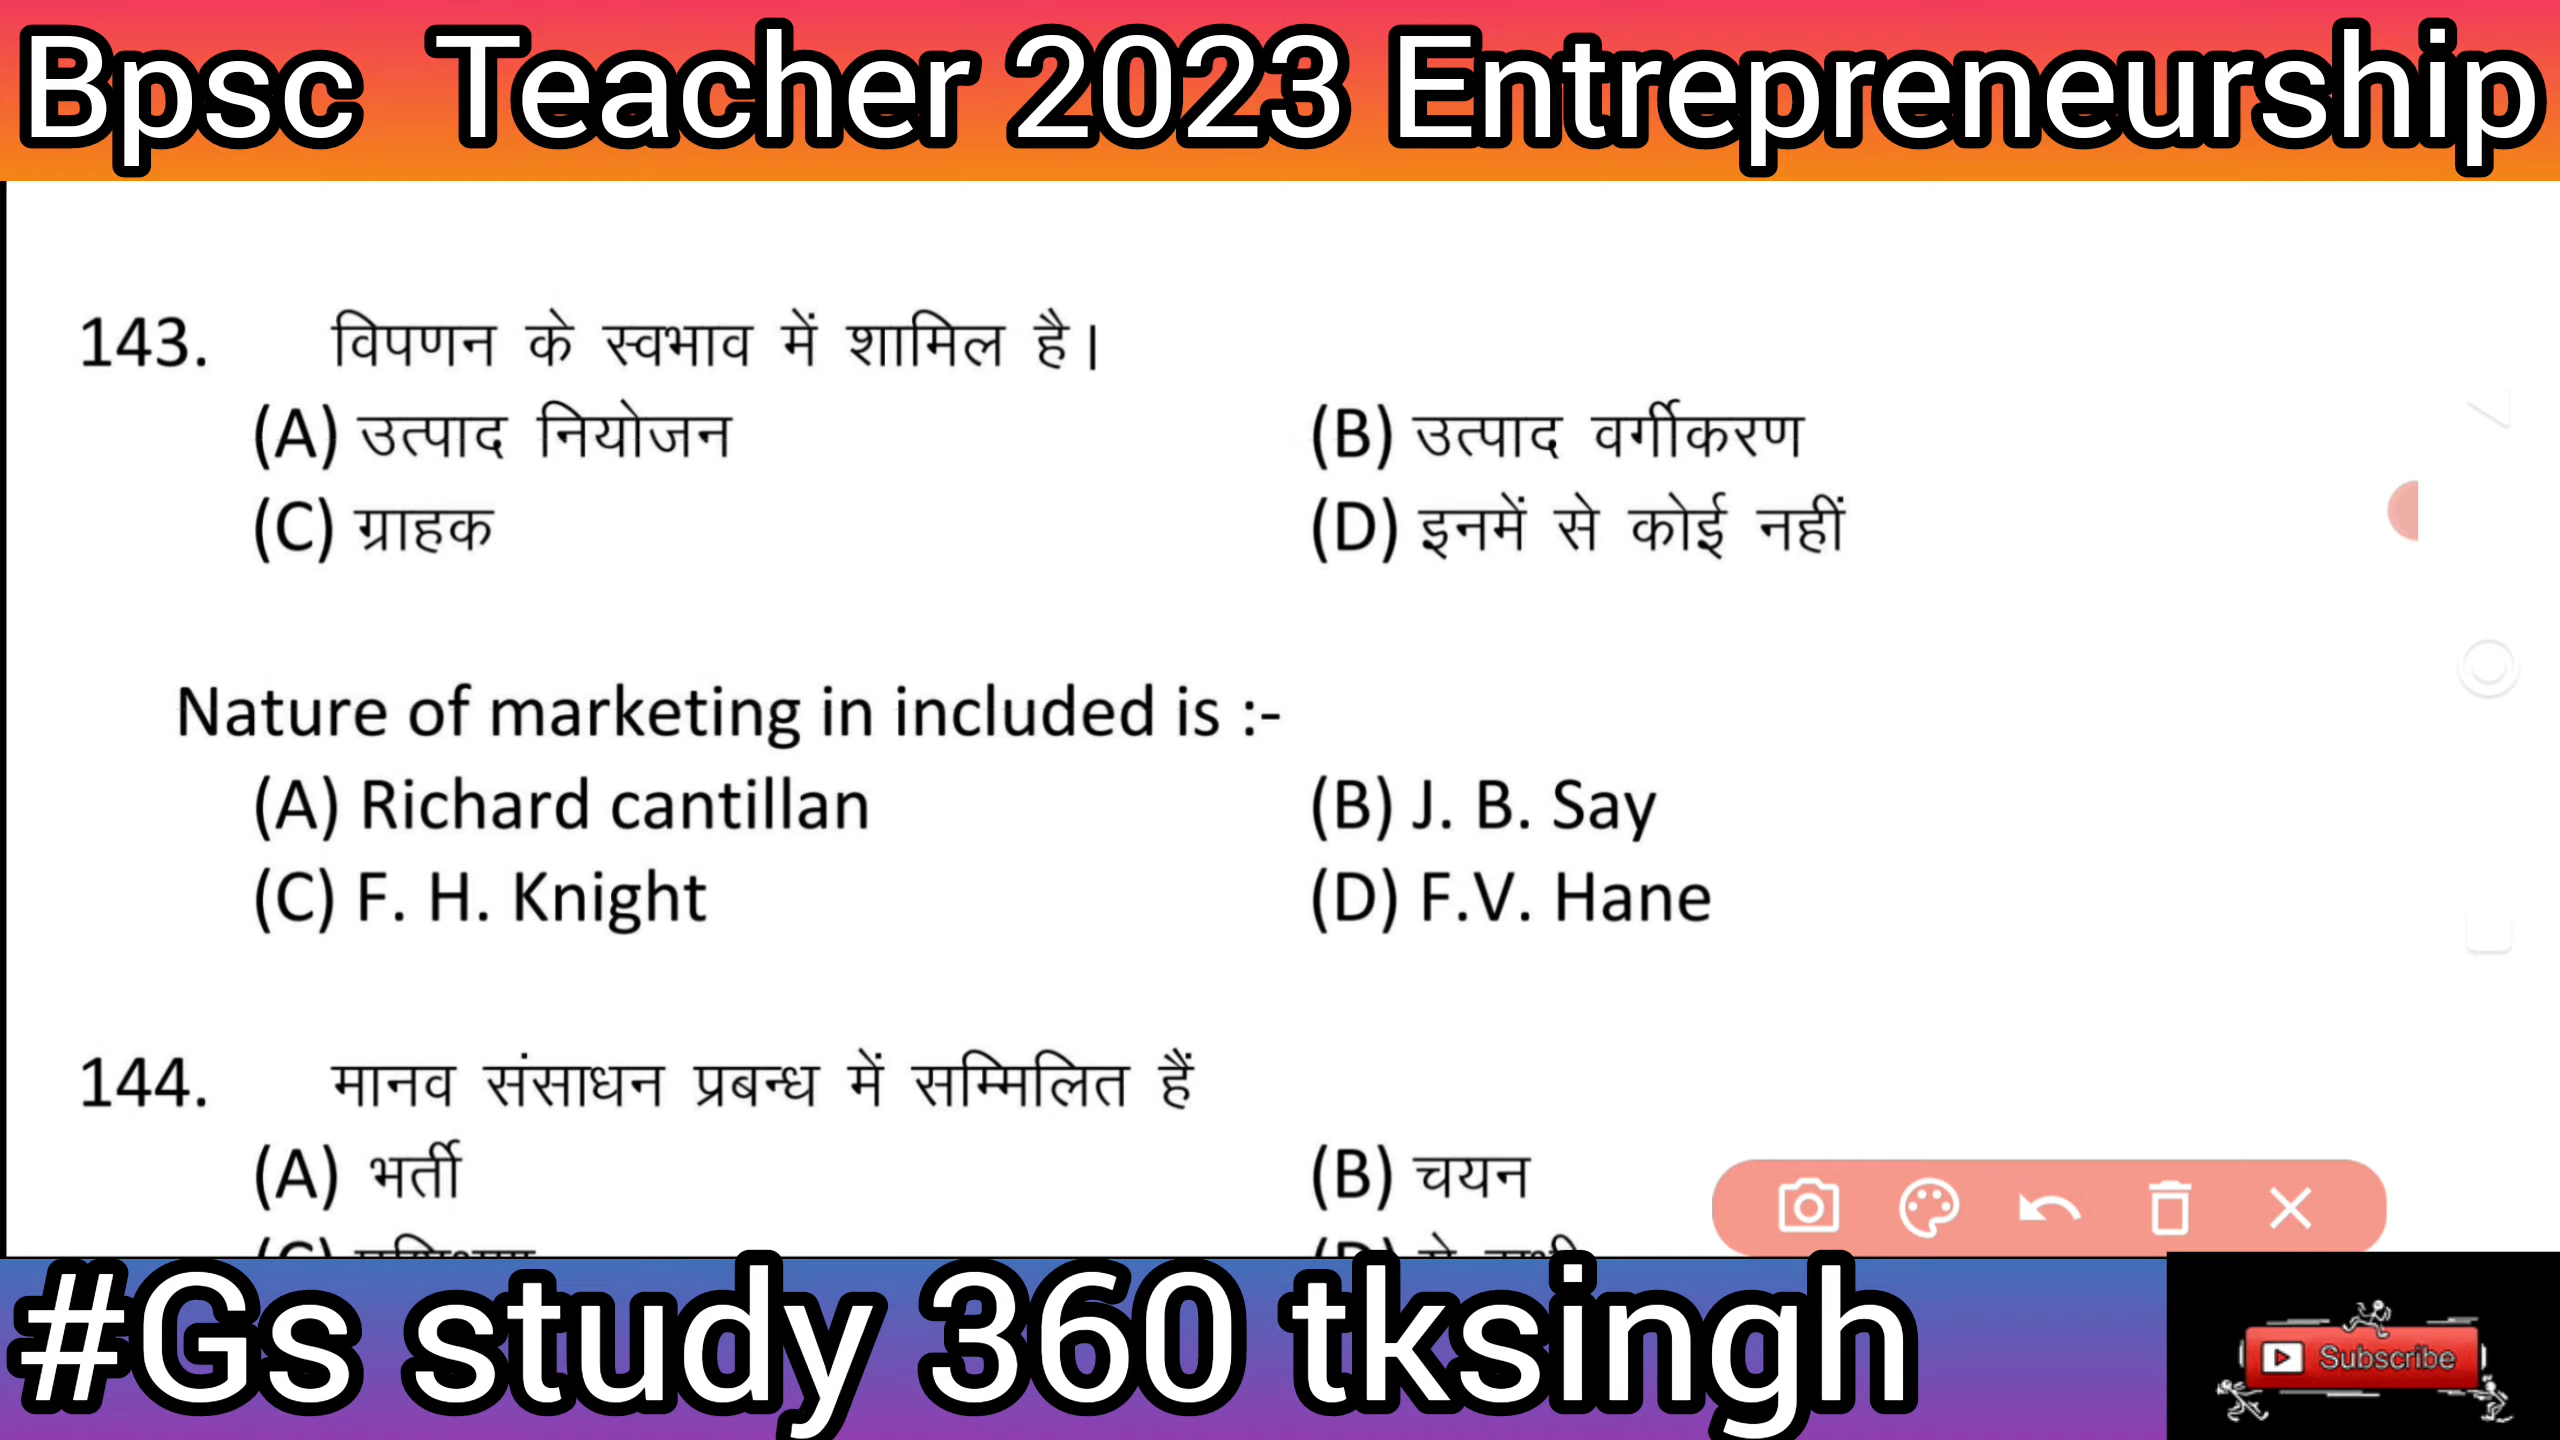 Bpsc Teacher 2023 Entrepreneurship
143. विपणन के स्वभाव में शामिल है।
(A) उत्पाद नियोजन (B) उत्पाद वर्गीकरण
(C) ग्राहक (D) इनमें से कोई नहीं
Nature of marketing in included is :-
(A) Richard cantillan (B) J. B. Say
(C) F. H. Knight (D) F.V. Hane
144. मानव संसाधन प्रबन्ध में सम्मिलित हैं
(A) भर्ती (B) चयन
#Gs study 360 tksingh
Subscribe